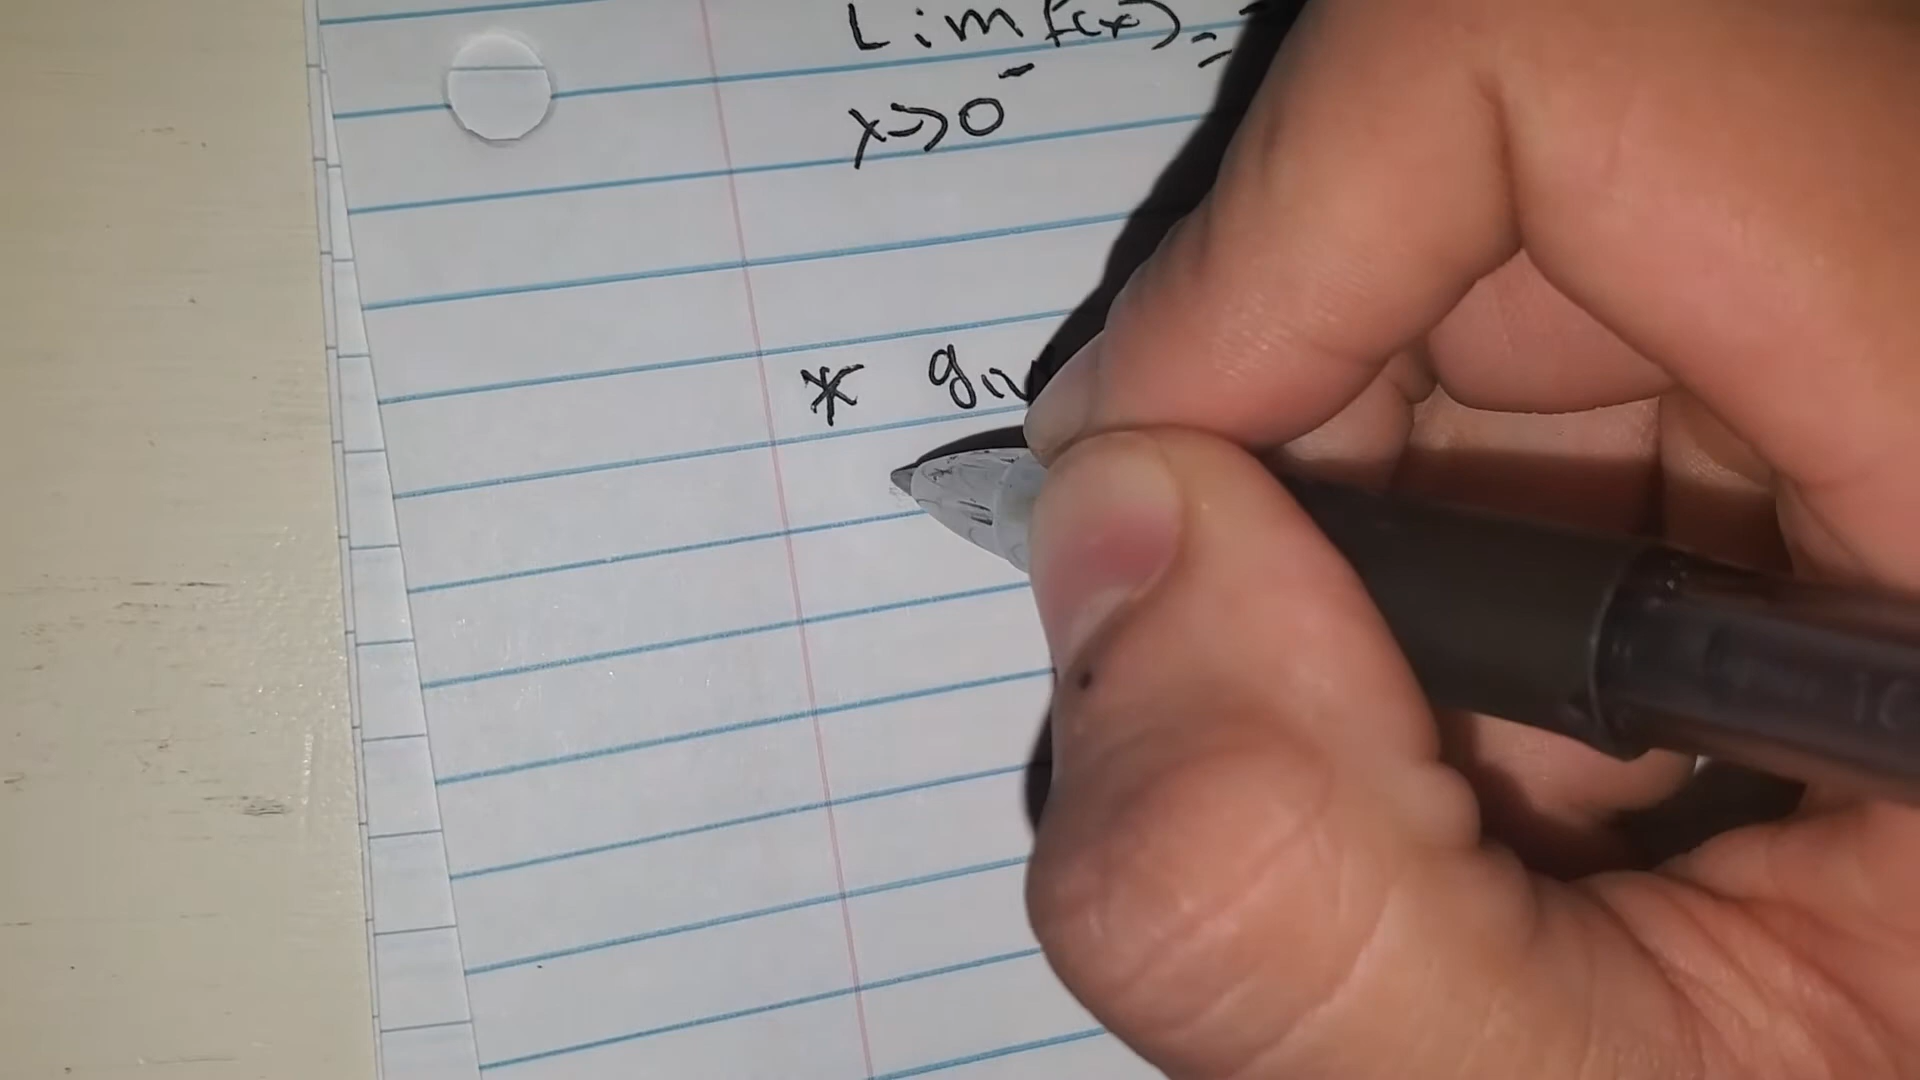 Lim f(x) =
x→0⁻
* giv